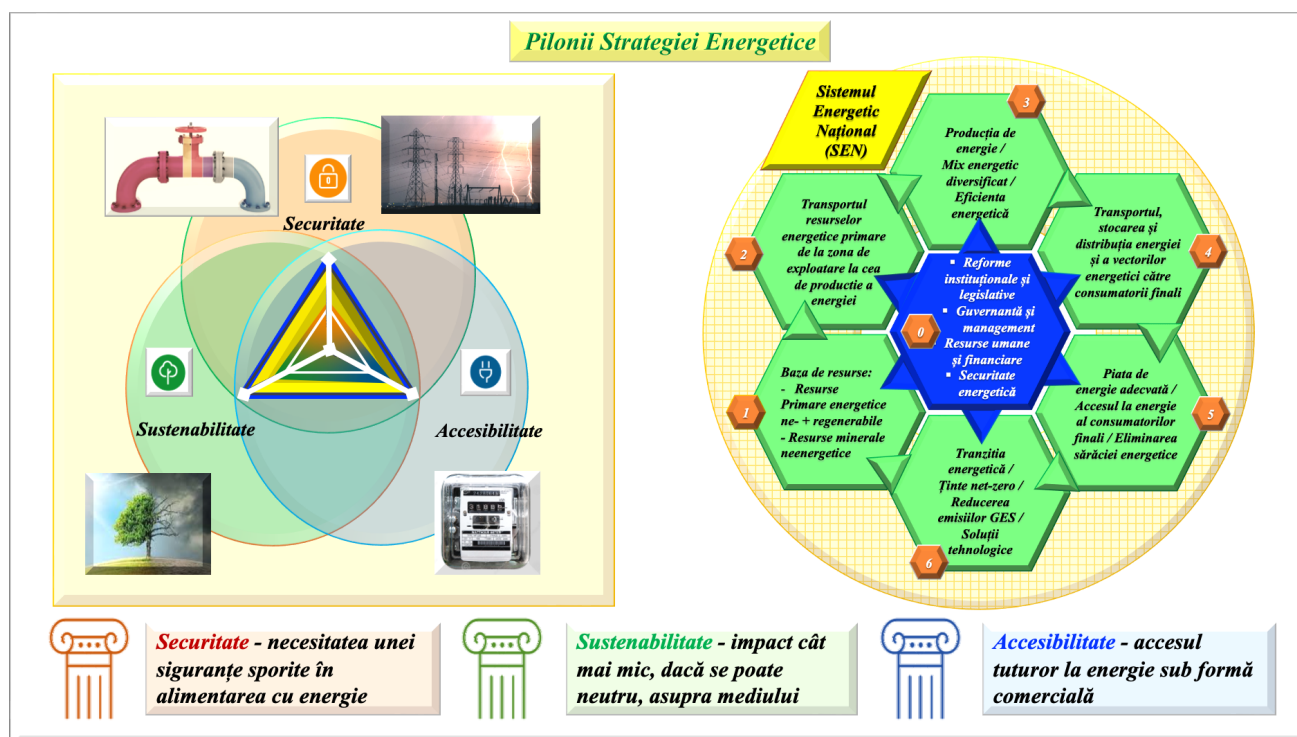 Pilonii Strategiei Energetice
Securitate
Sustenabilitate
Accesibilitate
Sistemul
Energetic
Național
(SEN)
0
▪ Reforme
instituționale și
legislative
▪ Guvernantă și
management
Resurse umane
și financiare
▪ Securitate
energetică
1
Baza de resurse:
- Resurse
Primare energetice
ne- + regenerabile
- Resurse minerale
neenergetice
2
Transportul
resurselor
energetice primare
de la zona de
exploatare la cea
de productie a
energiei
3
Producția de
energie /
Mix energetic
diversificat /
Eficienta
energetică
4
Transportul,
stocarea și
distribuția energiei
și a vectorilor
energetici către
consumatorii finali
5
Piata de
energie adecvată /
Accesul la energie
al consumatorilor
finali / Eliminarea
sărăciei energetice
6
Tranzitia
energetică /
Ținte net-zero /
Reducerea
emisiilor GES /
Soluții
tehnologice
Securitate - necesitatea unei
siguranțe sporite în
alimentarea cu energie
Sustenabilitate - impact cât
mai mic, dacă se poate
neutru, asupra mediului
Accesibilitate - accesul
tuturor la energie sub formă
comercială